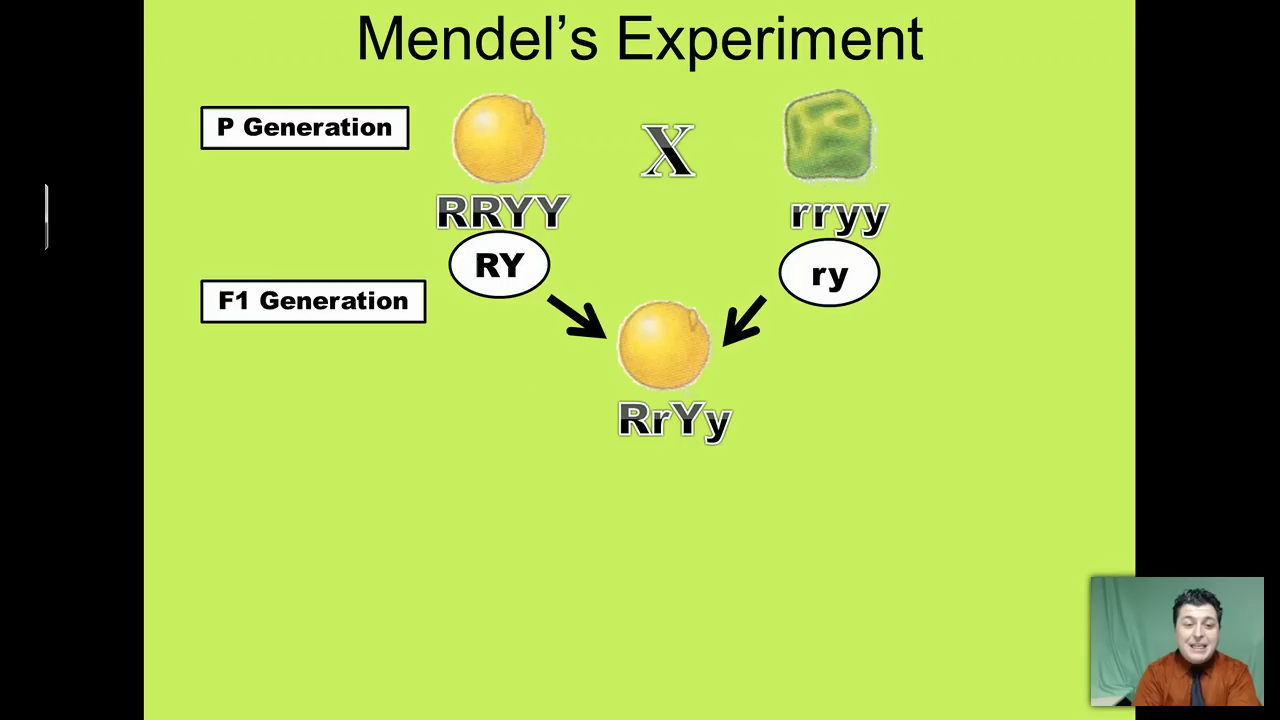 Mendel’s Experiment
P Generation
X
RRYY
rryy
RY
ry
F1 Generation
RrYy